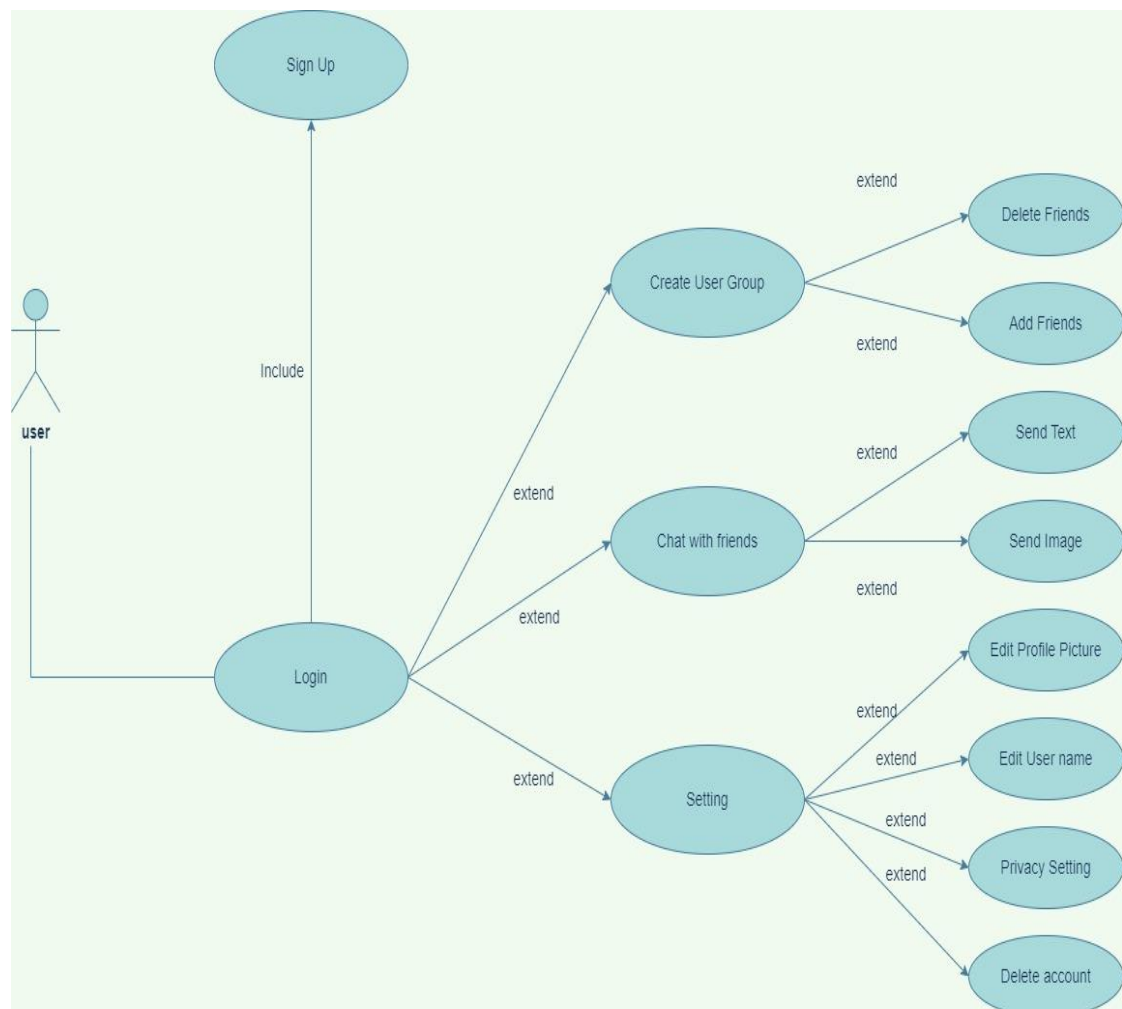 Sign Up
extend
Delete Friends
Create User Group
Add Friends
extend
Include
user
Send Text
extend
extend
Chat with friends
Send Image
extend
extend
Edit Profile Picture
Login
extend
extend
Edit User name
extend
Setting
extend
Privacy Setting
extend
Delete account